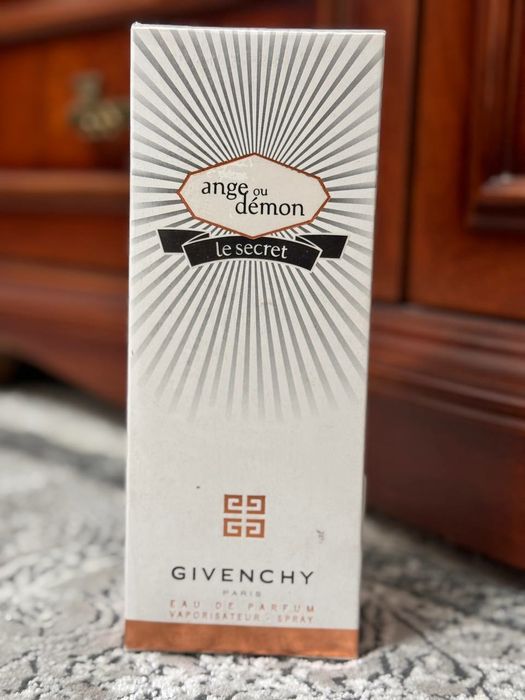 ange ou
démon
le secret
GIVENCHY
PARIS
EAU DE PARFUM
VAPORISATEUR - SPRAY